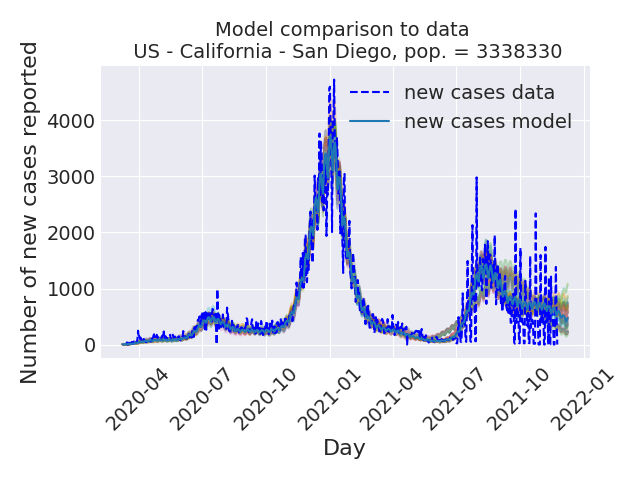 Model comparison to data
US - California - San Diego, pop. = 3338330
Number of new cases reported
4000
3000
2000
1000
0
new cases data
new cases model
2020-04
2020-07
2020-10
2021-01
2021-04
2021-07
2021-10
2022-01
Day